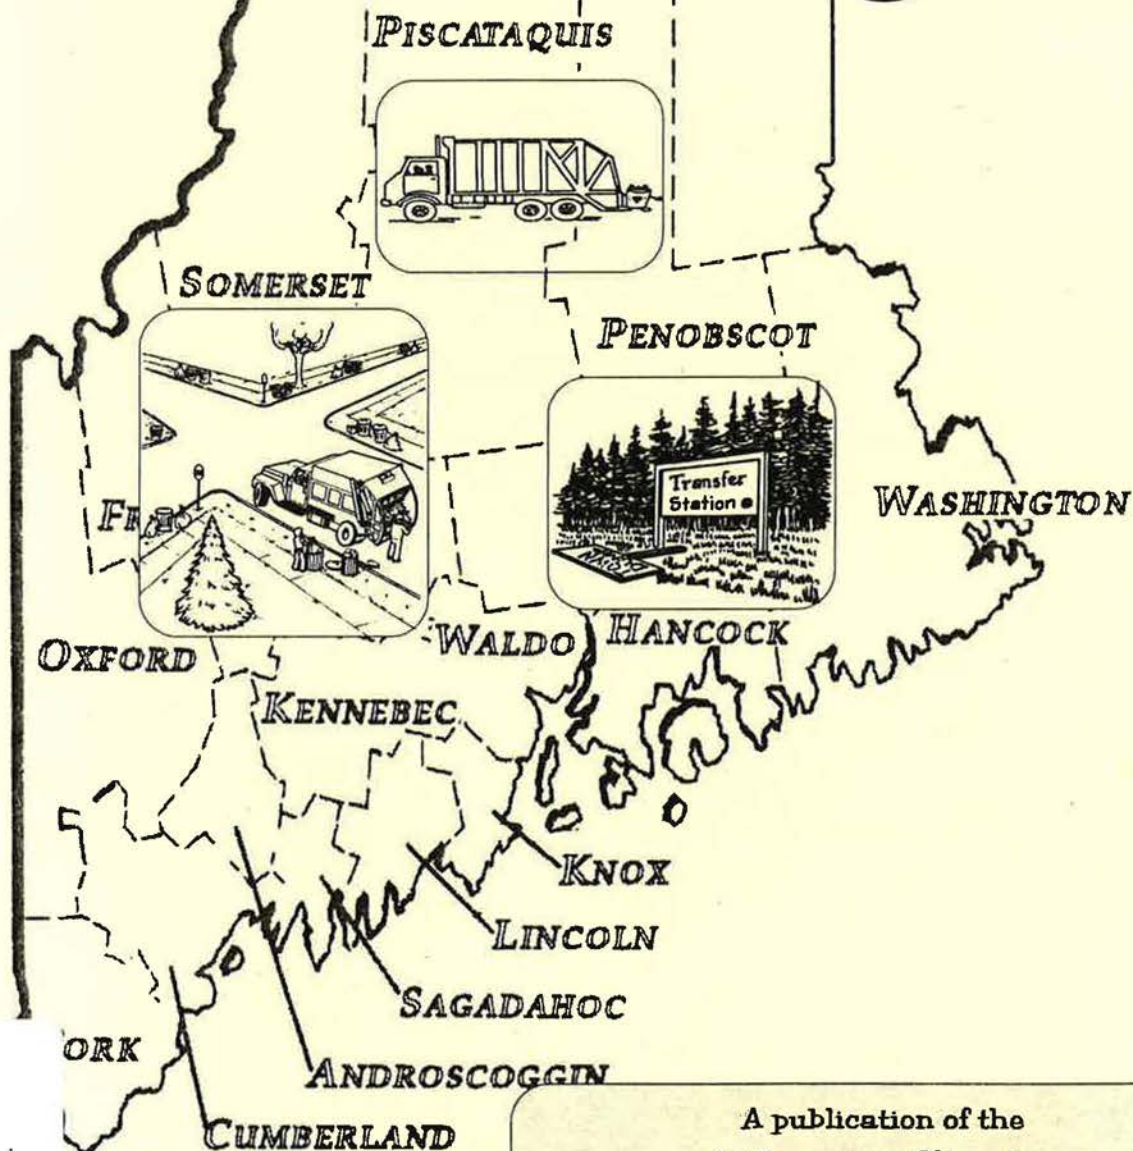 PISCATAQUIS
SOMERSET
PENOBSCOT
Transfer
Station
WASHINGTON
WALDO
HANCOCK
OXFORD
KENNEBEC
KNOX
LINCOLN
SAGADAHOC
ORK
ANDROSCOGGIN
CUMBERLAND
A publication of the